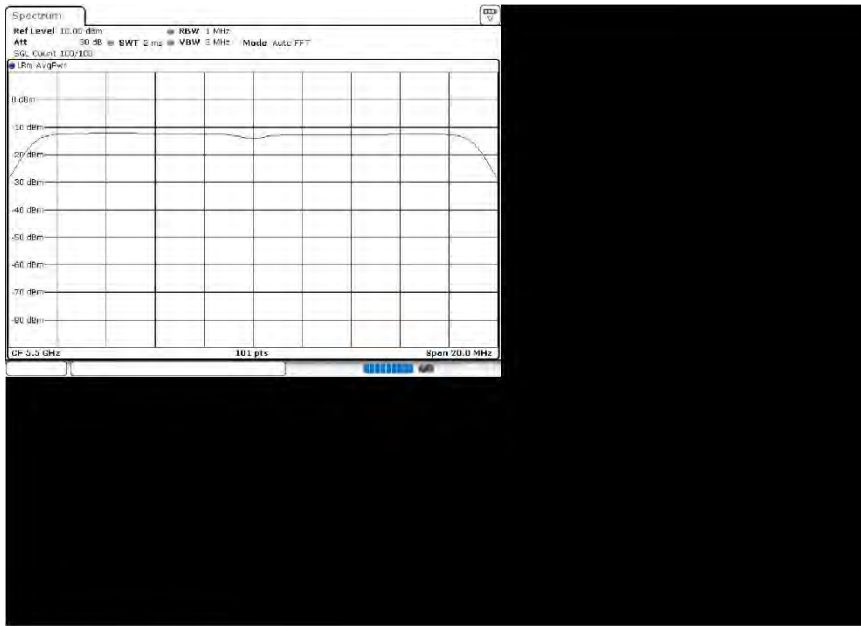 Spectrum
Ref Level 10.00 dBm RBW 1 MHz
Att 30 dB SWT 2 ms VBW 3 MHz Mode Auto FFT
SGL Count 100/100
1Rm AvgPwr
0 dBm
-10 dBm
-20 dBm
-30 dBm
-40 dBm
-50 dBm
-60 dBm
-70 dBm
-80 dBm
CF 5.5 GHz 101 pts Span 20.0 MHz